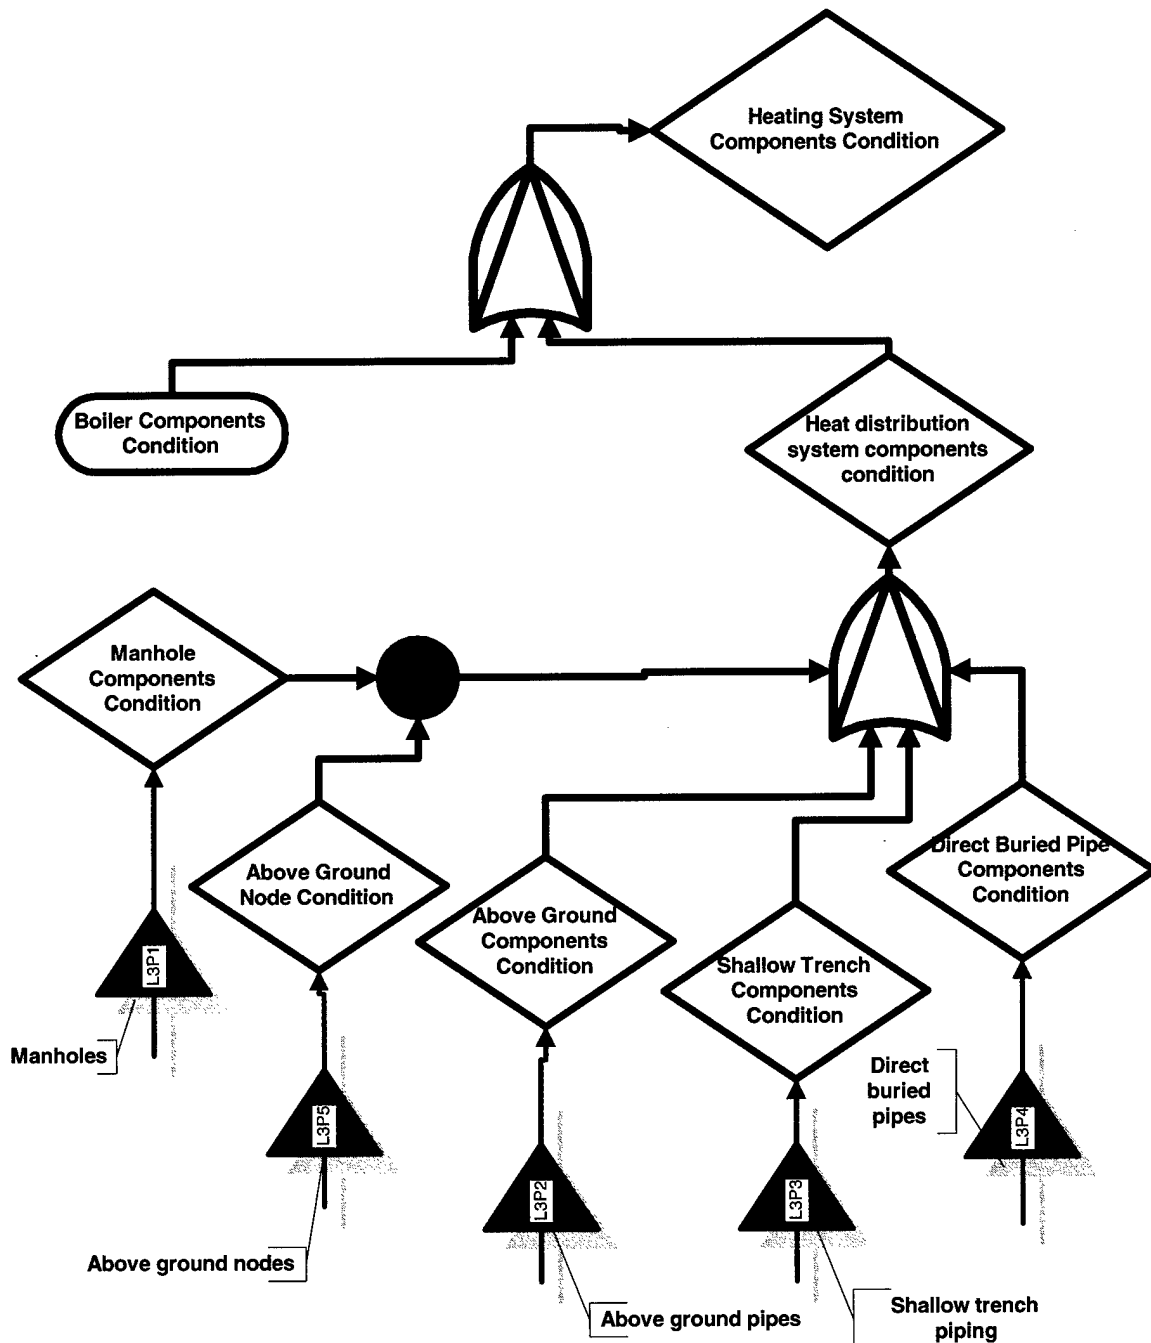 Heating System
Components Condition
Boiler Components
Condition
Heat distribution
system components
condition
Manhole
Components
Condition
Above Ground
Node Condition
Above Ground
Components
Condition
Shallow Trench
Components
Condition
Direct Buried Pipe
Components
Condition
L3P1
Manholes
L3P5
Above ground nodes
L3P2
Above ground pipes
L3P3
Shallow trench
piping
L3P4
Direct
buried
pipes